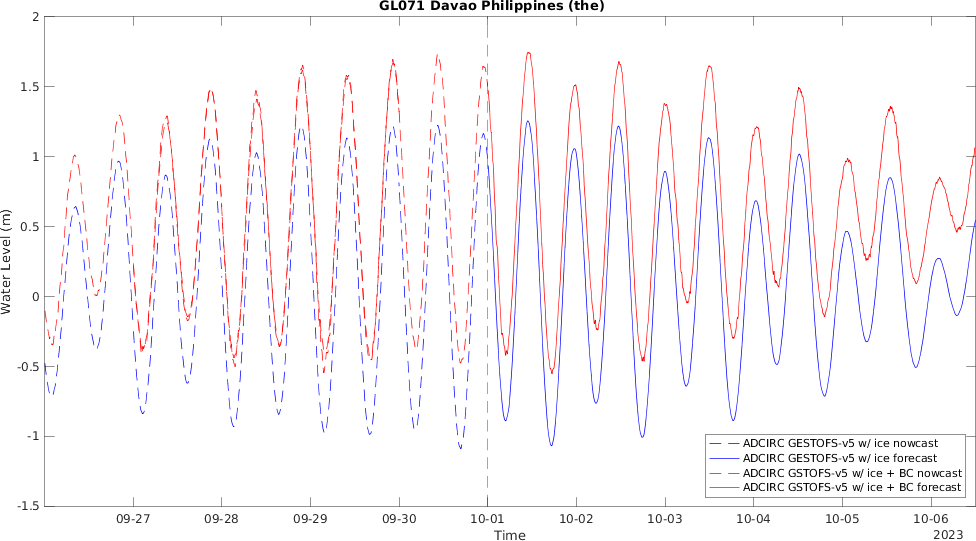 GL071 Davao Philippines (the)
2
1.5
1
0.5
0
-0.5
-1
-1.5
Water Level (m)
ADCIRC GESTOFS-v5 w/ ice nowcast
ADCIRC GESTOFS-v5 w/ ice forecast
ADCIRC GSTOFS-v5 w/ ice + BC nowcast
ADCIRC GSTOFS-v5 w/ ice + BC forecast
09-27 09-28 09-29 09-30 10-01 10-02 10-03 10-04 10-05 10-06
Time
2023